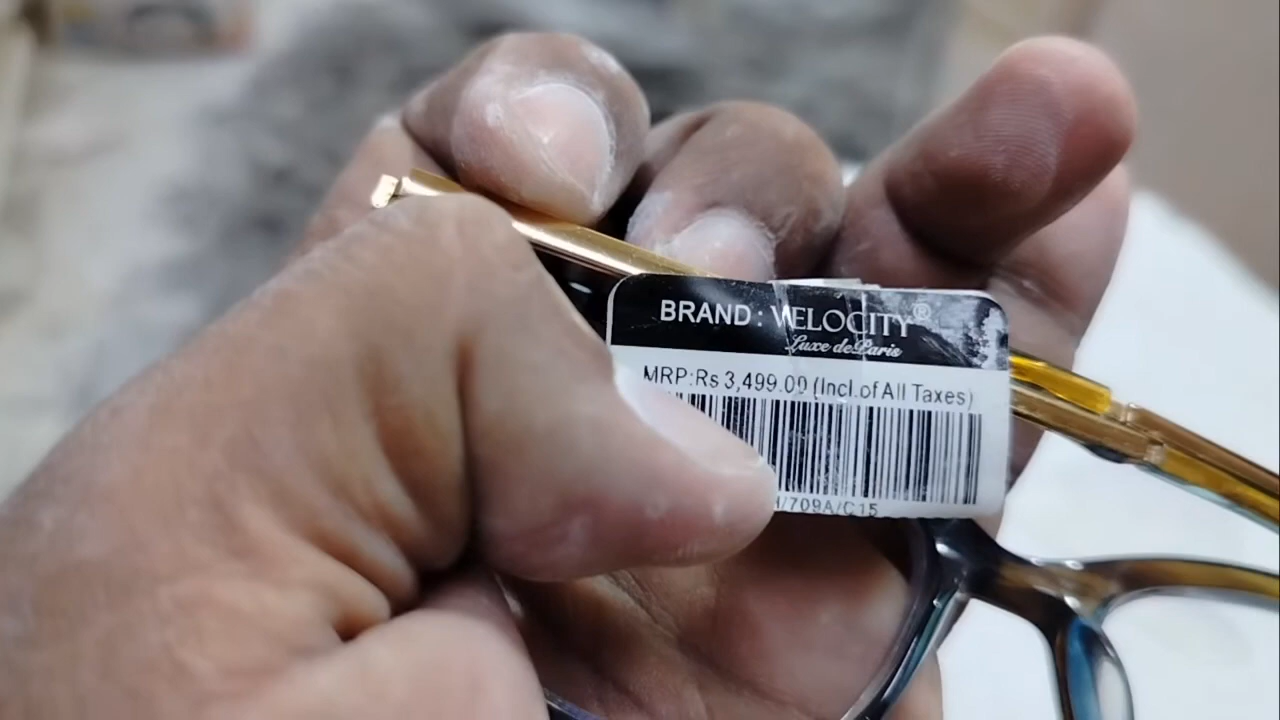 BRAND: VELOCITY®
Luxe de Paris
MRP:Rs 3,499.00 (Incl.of All Taxes)
/709A/C15